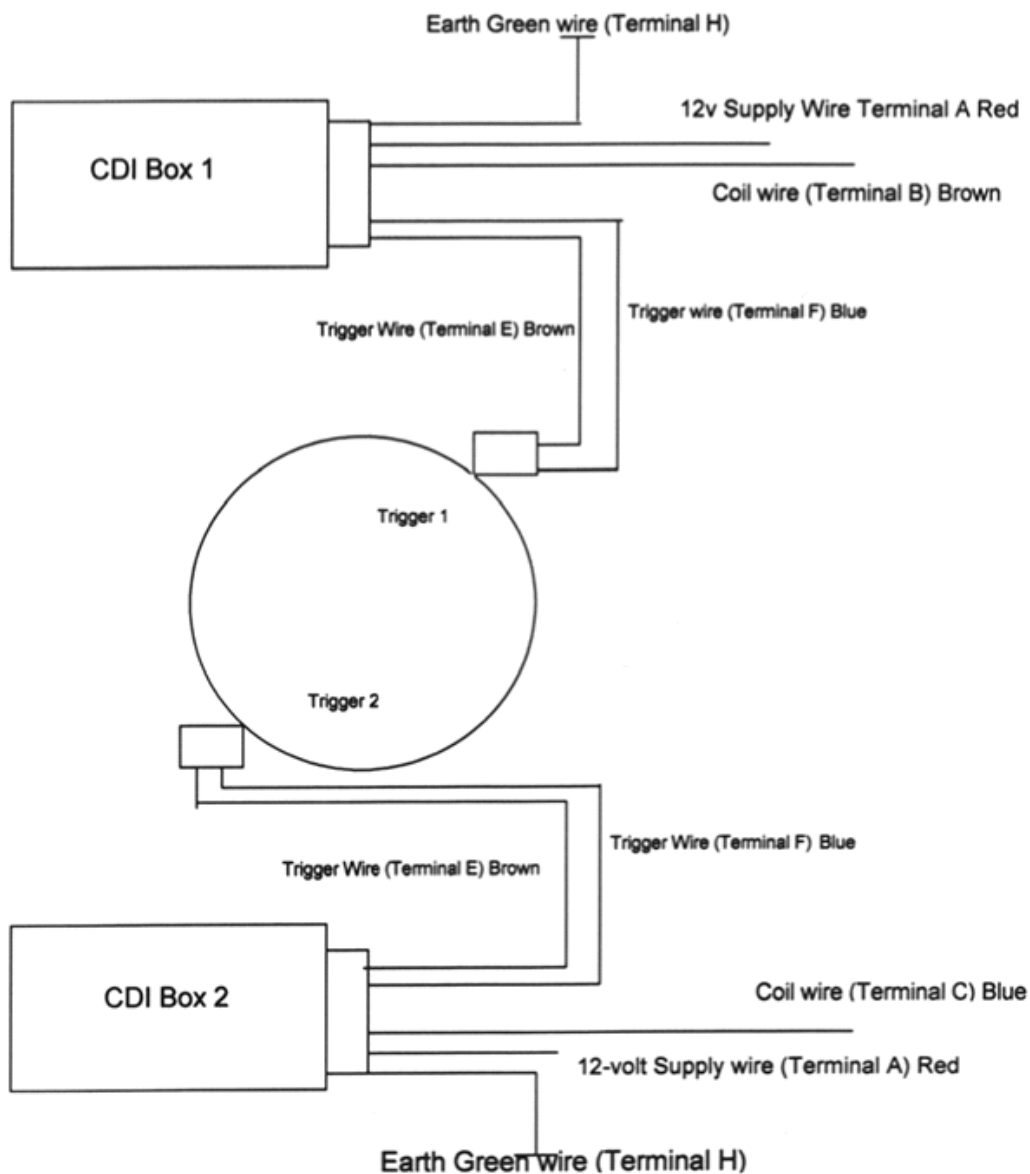 Earth Green wire (Terminal H)
12v Supply Wire Terminal A Red
CDI Box 1
Coil wire (Terminal B) Brown
Trigger Wire (Terminal E) Brown
Trigger wire (Terminal F) Blue
Trigger 1
Trigger 2
Trigger Wire (Terminal F) Blue
Trigger Wire (Terminal E) Brown
CDI Box 2
Coil wire (Terminal C) Blue
12-volt Supply wire (Terminal A) Red
Earth Green wire (Terminal H)